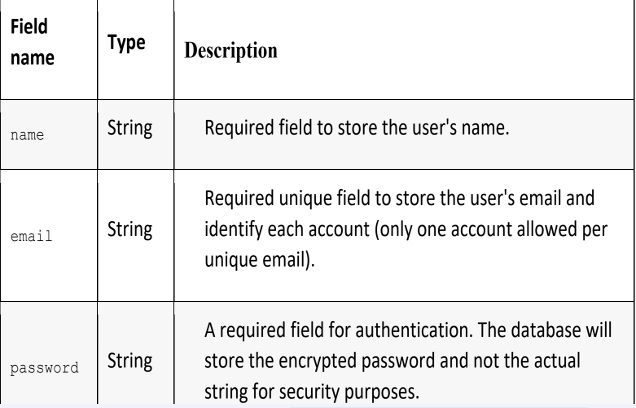 Field name
Type
Description
name
String
Required field to store the user's name.
email
String
Required unique field to store the user's email and
identify each account (only one account allowed per
unique email).
password
String
A required field for authentication. The database will
store the encrypted password and not the actual
string for security purposes.